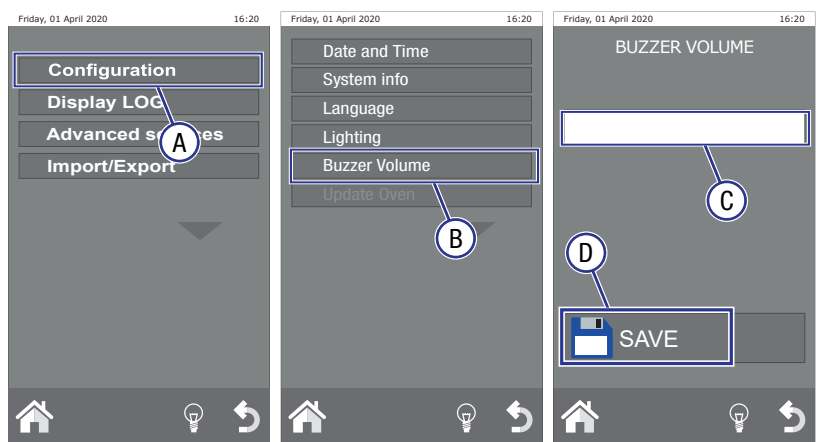 Friday, 01 April 2020 16:20
Configuration
Display LOG
Advanced
Import/Export
A
Friday, 01 April 2020 16:20
Date and Time
System info
Language
Lighting
Buzzer Volume
Update Oven
B
Friday, 01 April 2020 16:20
BUZZER VOLUME
C
D
SAVE